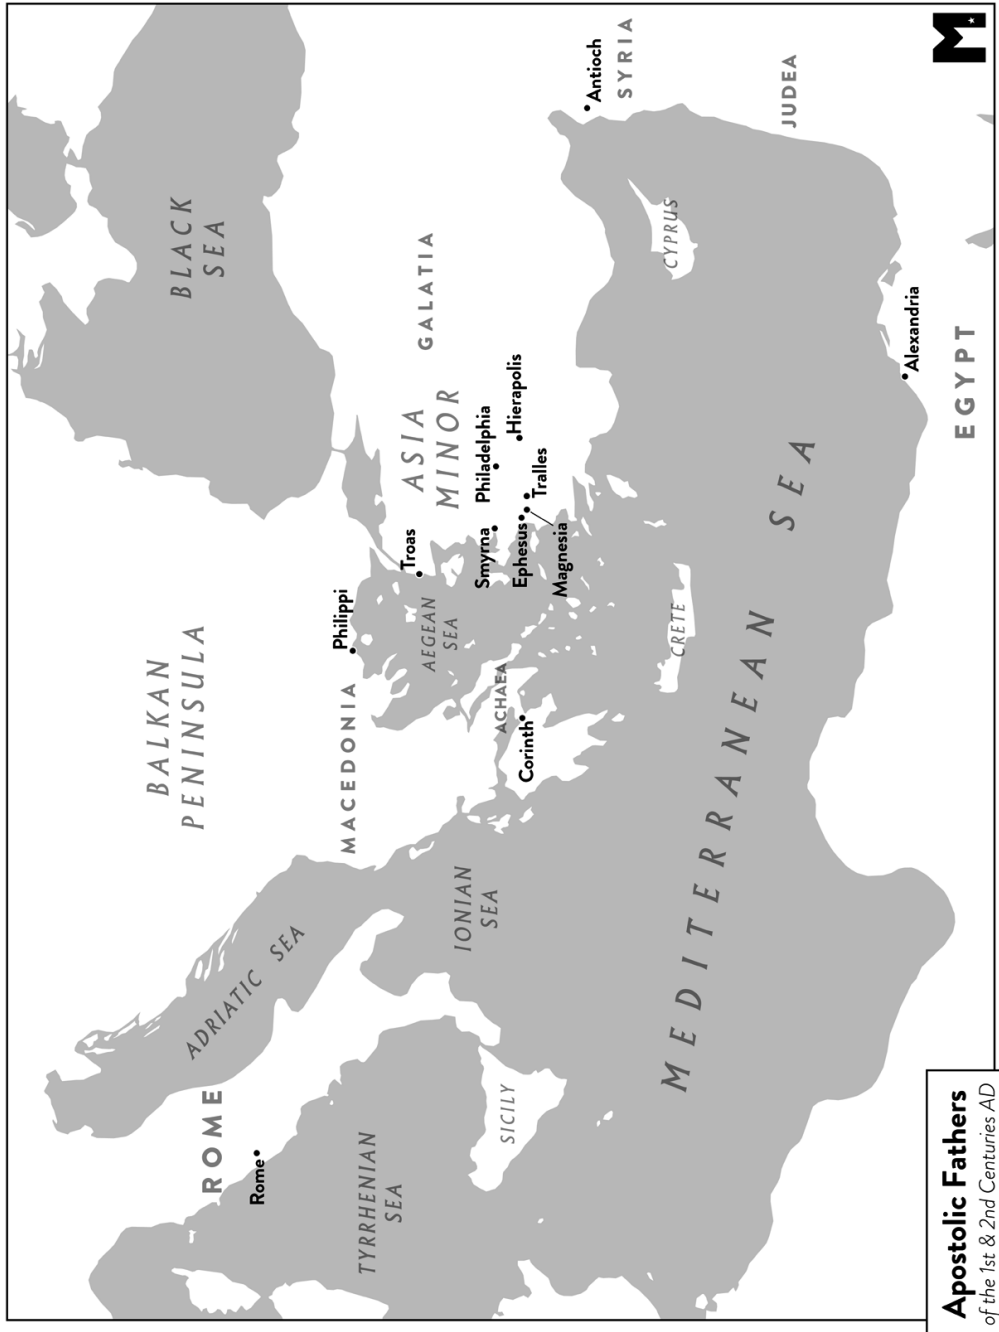 BLACK
SEA
BALKAN
PENINSULA
ADRIATIC SEA
ROME
Rome
TYRRHENIAN
SEA
MACEDONIA
Philippi
GALATIA
ASIA
MINOR
Troas
AEGEAN
SEA
Smyrna
Philadelphia
Hierapolis
Ephesus
Tralles
Magnesia
ACHAEA
Corinth
IONIAN
SEA
SICILY
Antioch
SYRIA
CYPRUS
CRETE
JUDEA
MEDITERRANEAN SEA
Alexandria
EGYPT
M
Apostolic Fathers
of the 1st & 2nd Centuries AD